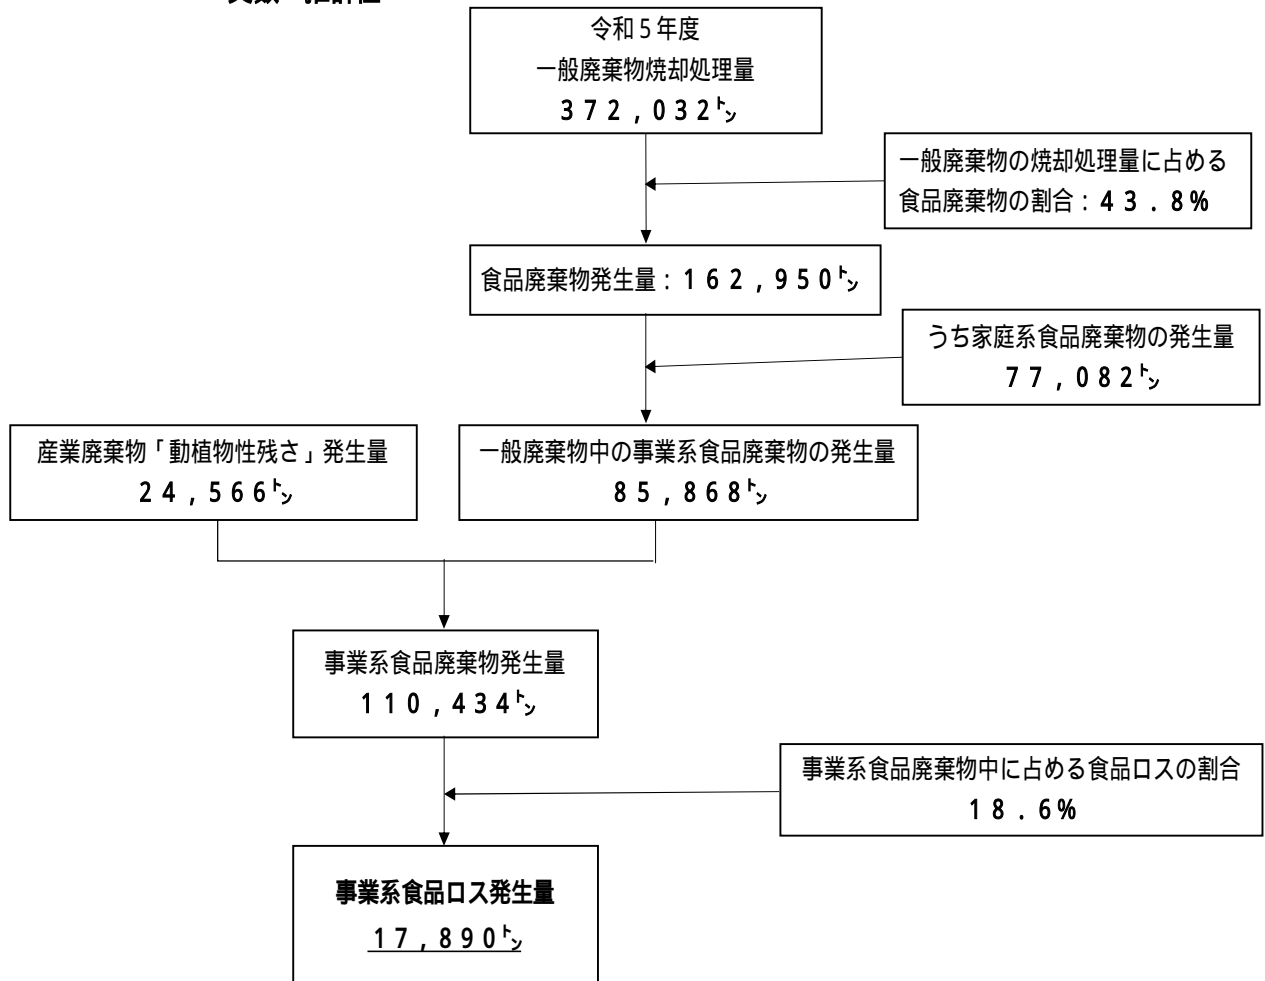 令和５年度
一般廃棄物焼却処理量
３７２，０３２㌧
一般廃棄物の焼却処理量に占める
食品廃棄物の割合：４３．８％
食品廃棄物発生量：１６２，９５０㌧
うち家庭系食品廃棄物の発生量
７７，０８２㌧
産業廃棄物「動植物性残さ」発生量
２４，５６６㌧
一般廃棄物中の事業系食品廃棄物の発生量
８５，８６８㌧
事業系食品廃棄物発生量
１１０，４３４㌧
事業系食品廃棄物中に占める食品ロスの割合
１８．６％
事業系食品ロス発生量
１７，８９０㌧